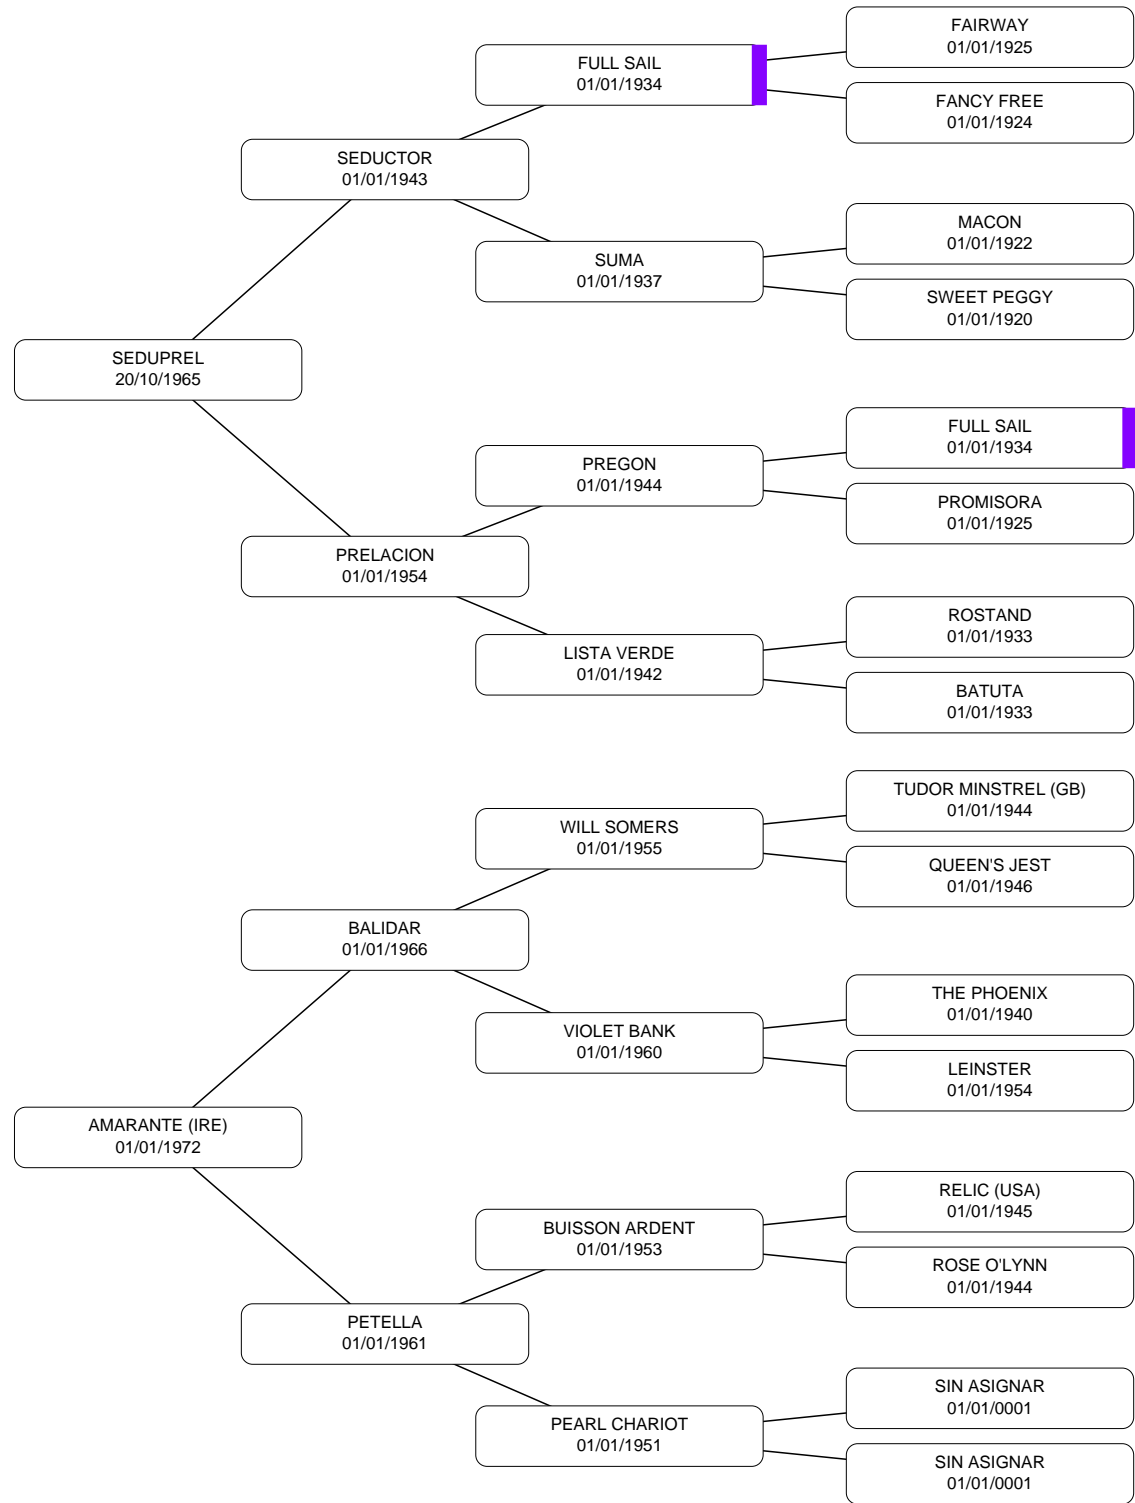 FAIRWAY
01/01/1925
FULL SAIL
01/01/1934
FANCY FREE
01/01/1924
SEDUCTOR
01/01/1943
MACON
01/01/1922
SUMA
01/01/1937
SWEET PEGGY
01/01/1920
SEDUPREL
20/10/1965
FULL SAIL
01/01/1934
PREGON
01/01/1944
PROMISORA
01/01/1925
PRELACION
01/01/1954
ROSTAND
01/01/1933
LISTA VERDE
01/01/1942
BATUTA
01/01/1933
TUDOR MINSTREL (GB)
01/01/1944
WILL SOMERS
01/01/1955
QUEEN'S JEST
01/01/1946
BALIDAR
01/01/1966
THE PHOENIX
01/01/1940
VIOLET BANK
01/01/1960
LEINSTER
01/01/1954
AMARANTE (IRE)
01/01/1972
RELIC (USA)
01/01/1945
BUISSON ARDENT
01/01/1953
ROSE O'LYNN
01/01/1944
PETELLA
01/01/1961
SIN ASIGNAR
01/01/0001
PEARL CHARIOT
01/01/1951
SIN ASIGNAR
01/01/0001